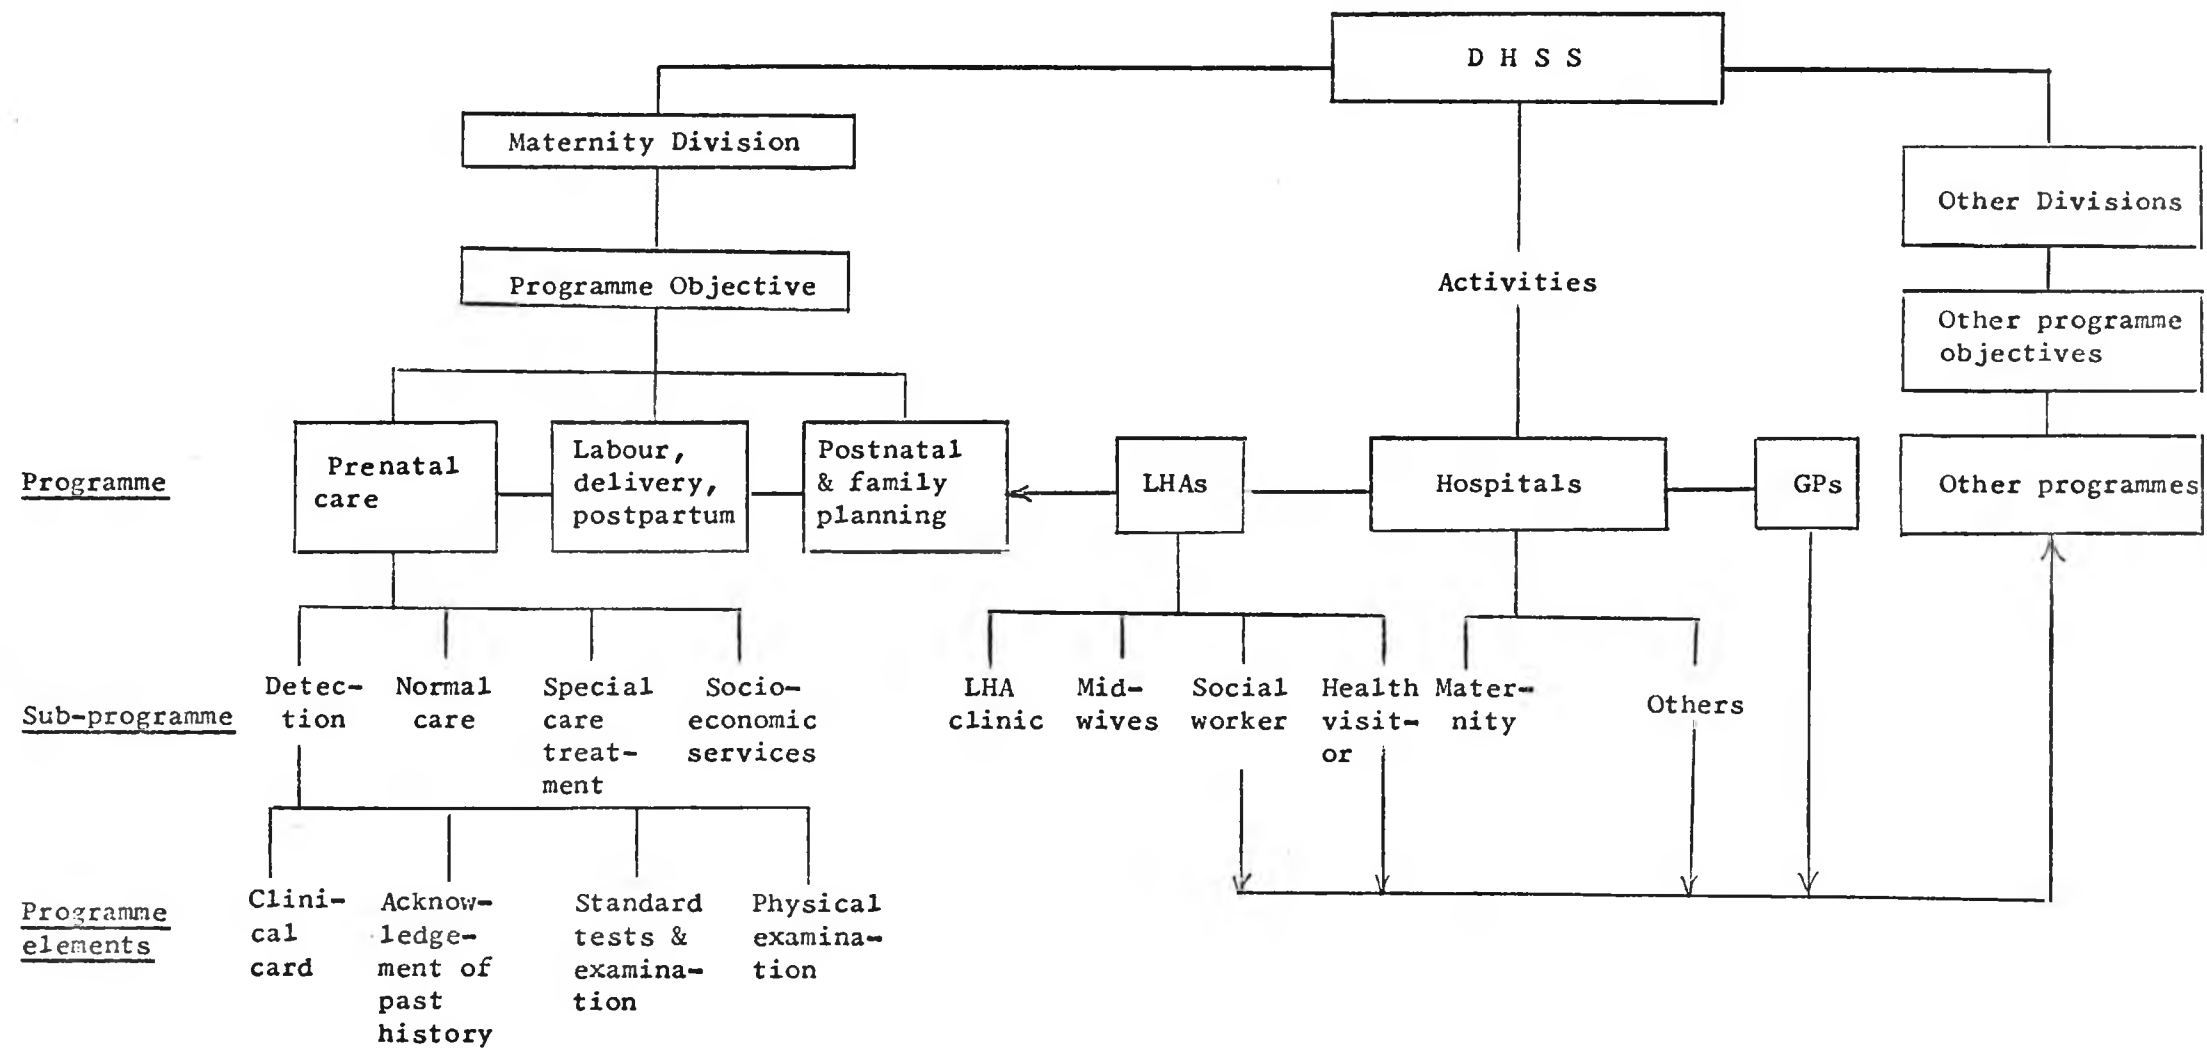 D H S S
Maternity Division
Other Divisions
Programme Objective
Activities
Other programme
objectives
Programme
Prenatal
care
Labour,
delivery,
postpartum
Postnatal
& family
planning
LHAs
Hospitals
GPs
Other programmes
Sub-programme
Detec-
tion
Normal
care
Special
care
treat-
ment
Socio-
economic
services
LHA
clinic
Mid-
wives
Social
worker
Health
visit-
or
Mater-
nity
Others
Programme
elements
Clini-
cal
card
Acknow-
ledge-
ment of
past
history
Standard
tests &
examina-
tion
Physical
examina-
tion